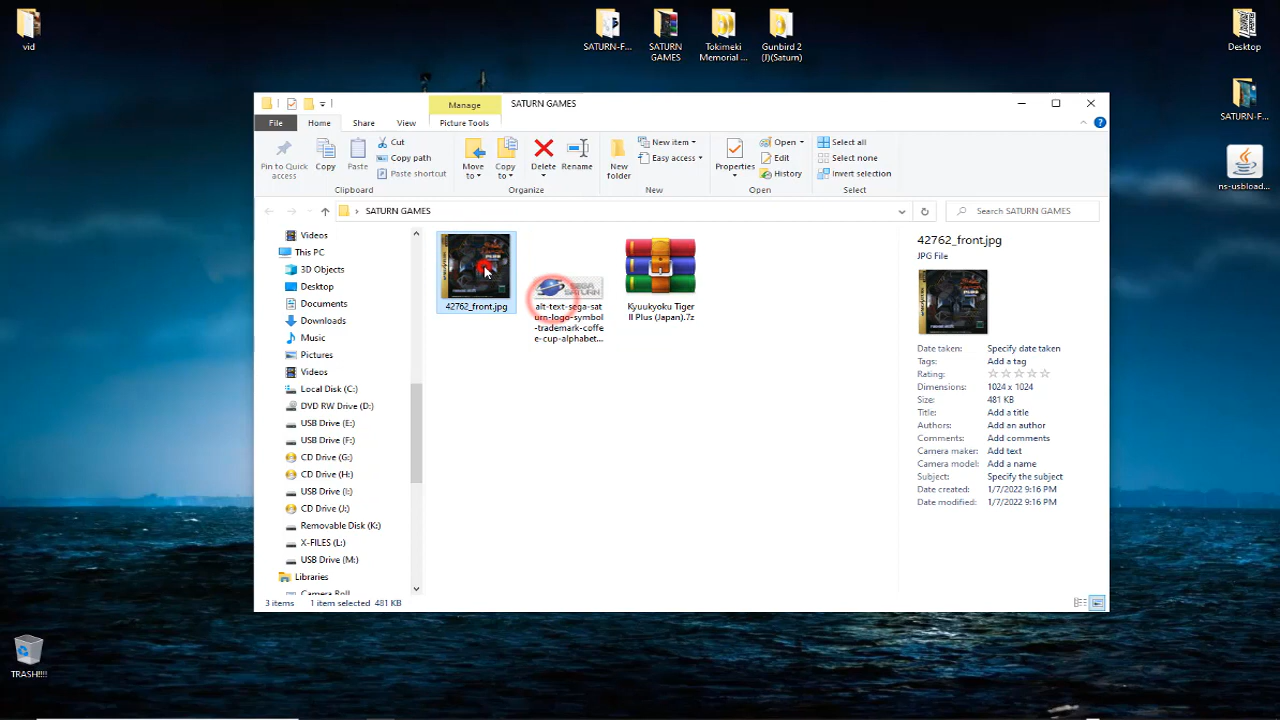 vid
SATURN-F...
SATURN
GAMES
Tokimeki
Memorial ...
Gunbird 2
(J)(Saturn)
Desktop
SATURN-F...
ns-usbload...
TRASH!!!!
Manage
SATURN GAMES
File
Home
Share
View
Picture Tools
Pin to Quick
access
Copy
Paste
Cut
Copy path
Paste shortcut
Clipboard
Move
to
Copy
to
Delete
Rename
Organize
New
folder
New item
Easy access
New
Properties
Open
Edit
History
Open
Select all
Select none
Invert selection
Select
SATURN GAMES
Search SATURN GAMES
Videos
This PC
3D Objects
Desktop
Documents
Downloads
Music
Pictures
Videos
Local Disk (C:)
DVD RW Drive (D:)
USB Drive (E:)
USB Drive (F:)
CD Drive (G:)
CD Drive (H:)
USB Drive (I:)
CD Drive (J:)
Removable Disk (K:)
X-FILES (L:)
USB Drive (M:)
Libraries
Camera Roll
42762_front.jpg
SEGA SATURN
alt-text-sega-sa
turn-logo-symbol
-trademark-coffe
e-cup-alphabet...
Kyuukyoku Tiger
II Plus (Japan).7z
42762_front.jpg
JPG File
Date taken: Specify date taken
Tags: Add a tag
Rating:
Dimensions: 1024 x 1024
Size: 481 KB
Title: Add a title
Authors: Add an author
Comments: Add comments
Camera maker: Add text
Camera model: Add a name
Subject: Specify the subject
Date created: 1/7/2022 9:16 PM
Date modified: 1/7/2022 9:16 PM
3 items 1 item selected 481 KB